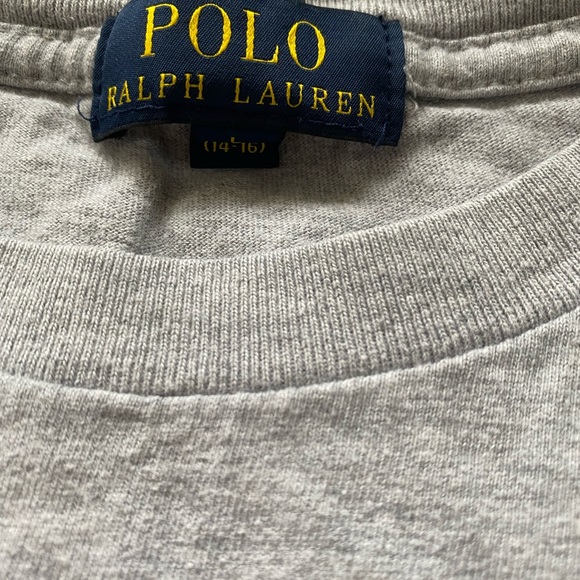 POLO
RALPH LAUREN
L
(14-16)